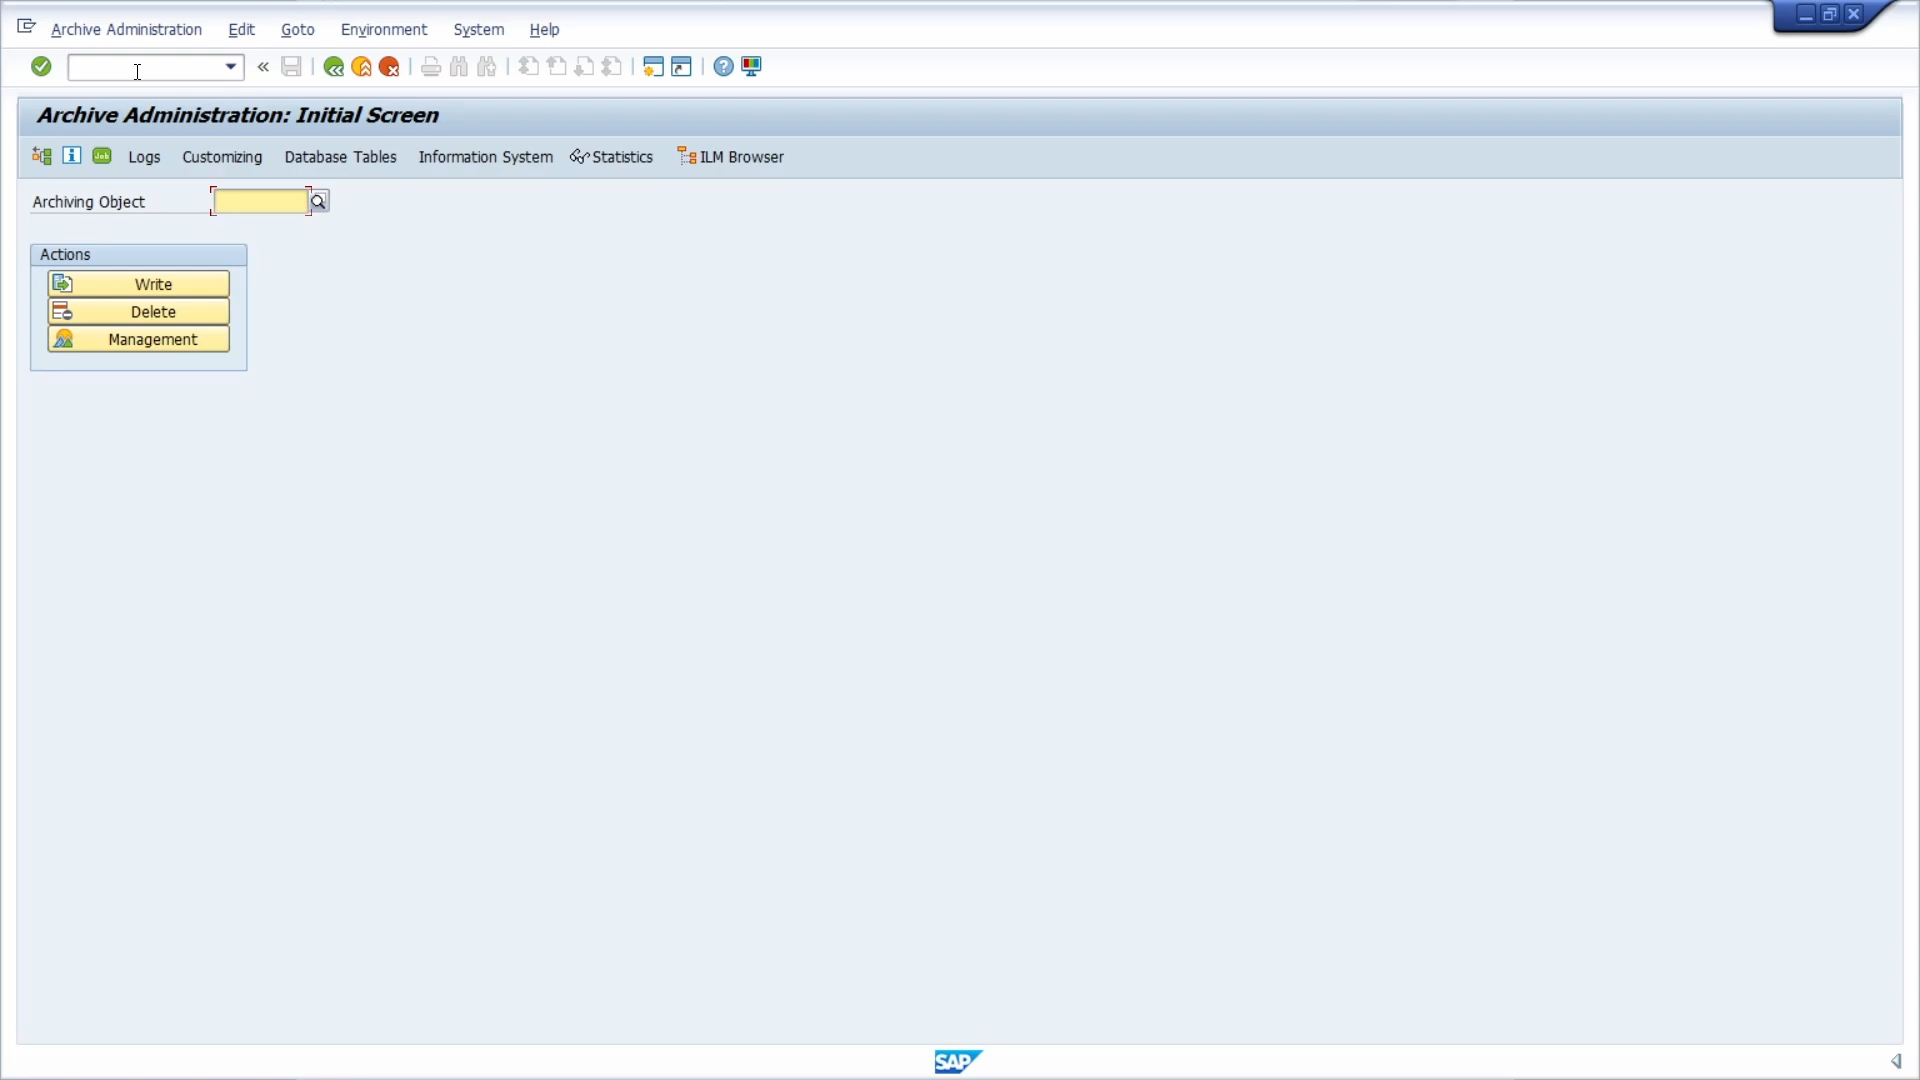 Archive Administration Edit Goto Environment System Help
Archive Administration: Initial Screen
Logs Customizing Database Tables Information System Statistics ILM Browser
Archiving Object
Actions
Write
Delete
Management
SAP